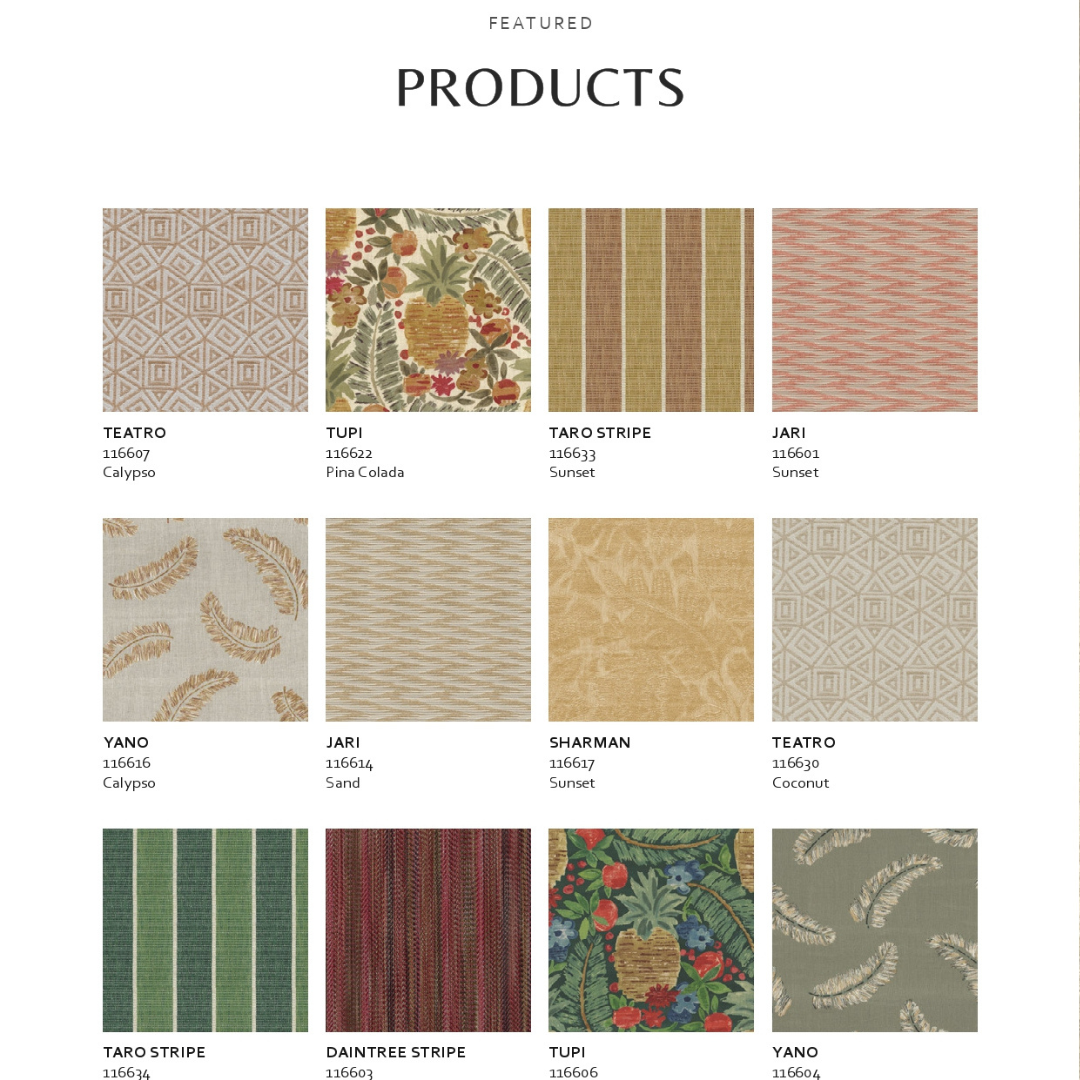 FEATURED
PRODUCTS
TEATRO
116607
Calypso
TUPI
116622
Pina Colada
TARO STRIPE
116633
Sunset
JARI
116601
Sunset
YANO
116616
Calypso
JARI
116614
Sand
SHARMAN
116617
Sunset
TEATRO
116630
Coconut
TARO STRIPE
116634
DAINTREE STRIPE
116603
TUPI
116606
YANO
116604